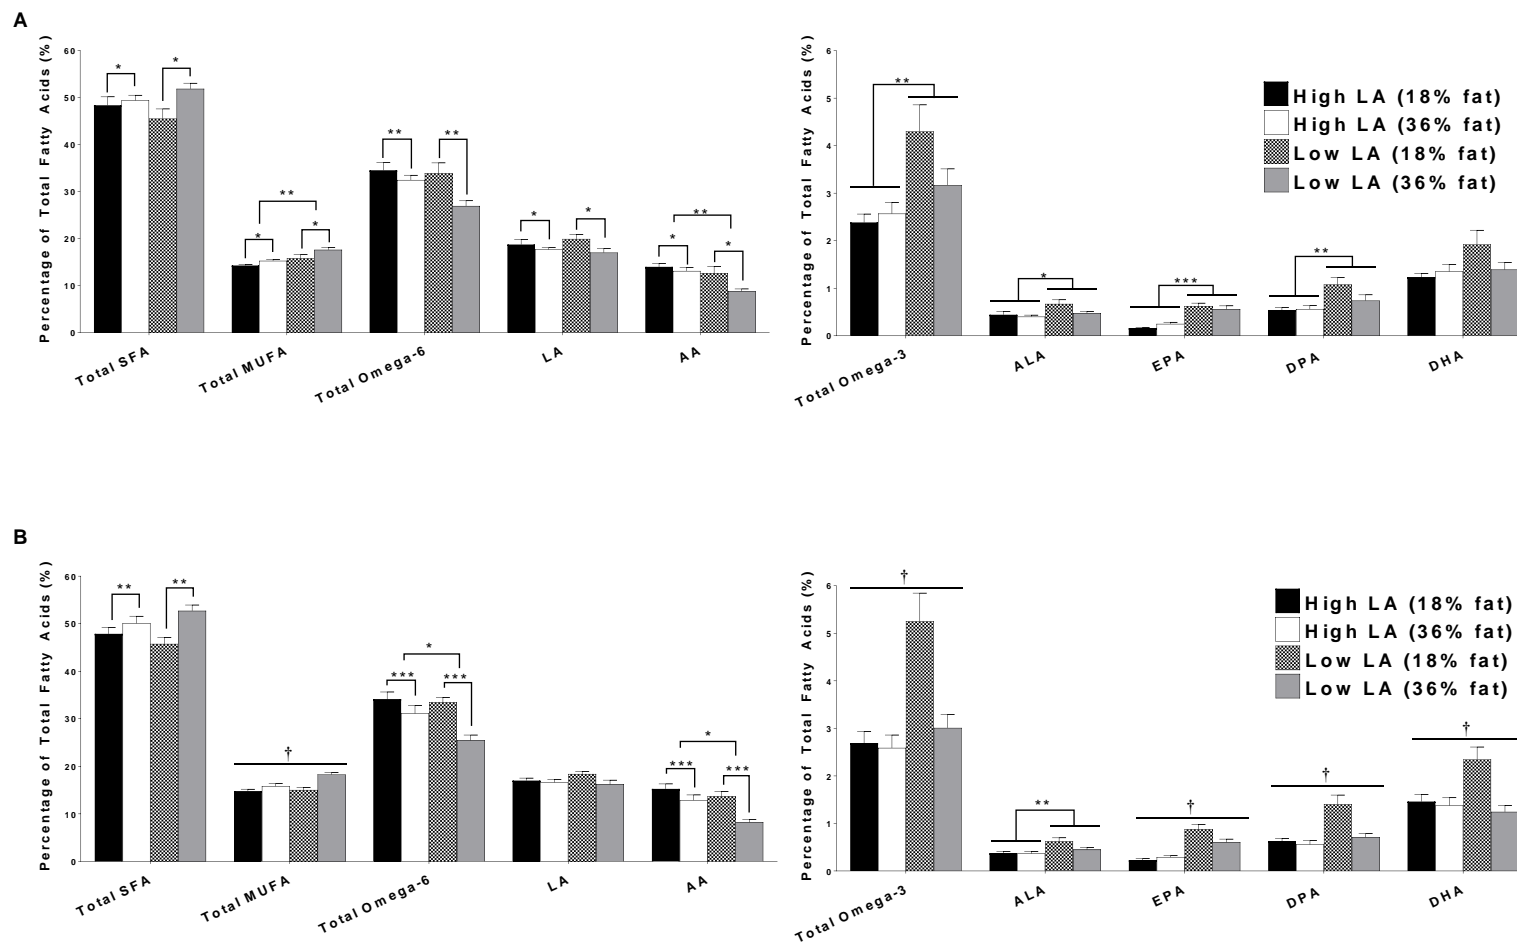 A
Percentage of Total Fatty Acids (%)
60
50
40
30
20
10
0
* *
** * *
** **
* *
** * *
Total SFA
Total MUFA
Total Omega-6
LA
AA
Percentage of Total Fatty Acids (%)
6
5
4
3
2
1
0
**
*
***
**
Total Omega-3
ALA
EPA
DPA
DHA
High LA (18% fat)
High LA (36% fat)
Low LA (18% fat)
Low LA (36% fat)
B
Percentage of Total Fatty Acids (%)
60
50
40
30
20
10
0
** **
†
* *** ***
* *** ***
Total SFA
Total MUFA
Total Omega-6
LA
AA
Percentage of Total Fatty Acids (%)
6
5
4
3
2
1
0
†
**
†
†
†
Total Omega-3
ALA
EPA
DPA
DHA
High LA (18% fat)
High LA (36% fat)
Low LA (18% fat)
Low LA (36% fat)